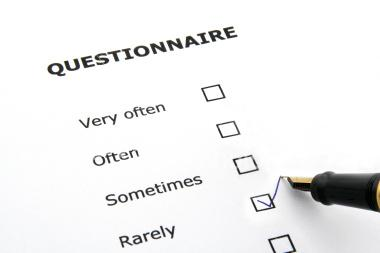 QUESTIONNAIRE
Very often
Often
Sometimes
Rarely